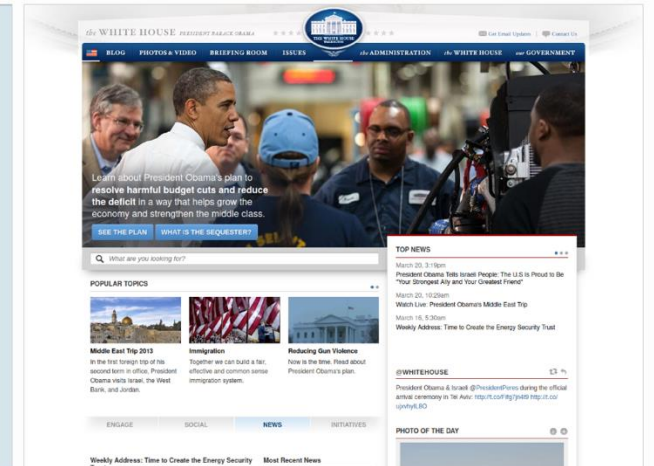 the WHITE HOUSE PRESIDENT BARACK OBAMA
THE WHITE HOUSE
Get Email Updates
Contact Us
BLOG
PHOTOS & VIDEO
BRIEFING ROOM
ISSUES
the ADMINISTRATION
the WHITE HOUSE
our GOVERNMENT
Learn about President Obama's plan to
resolve harmful budget cuts and reduce
the deficit in a way that helps grow the
economy and strengthen the middle class.
SEE THE PLAN
WHAT IS THE SEQUESTER?
What are you looking for?
POPULAR TOPICS
Middle East Trip 2013
In the first foreign trip of his
second term in office, President
Obama visits Israel, the West
Bank, and Jordan.
Immigration
Together we can build a fair,
effective and common sense
immigration system.
Reducing Gun Violence
Now is the time. Read about
President Obama's plan.
TOP NEWS
March 20, 3:19pm
President Obama Tells Israeli People: The U.S is Proud to Be
"Your Strongest Ally and Your Greatest Friend"
March 20, 10:29am
Watch Live: President Obama's Middle East Trip
March 16, 5:30am
Weekly Address: Time to Create the Energy Security Trust
@WHITEHOUSE
President Obama & Israeli @PresidentPeres during the official
arrival ceremony in Tel Aviv:
PHOTO OF THE DAY
ENGAGE
SOCIAL
NEWS
INITIATIVES
Weekly Address: Time to Create the Energy Security
Most Recent News